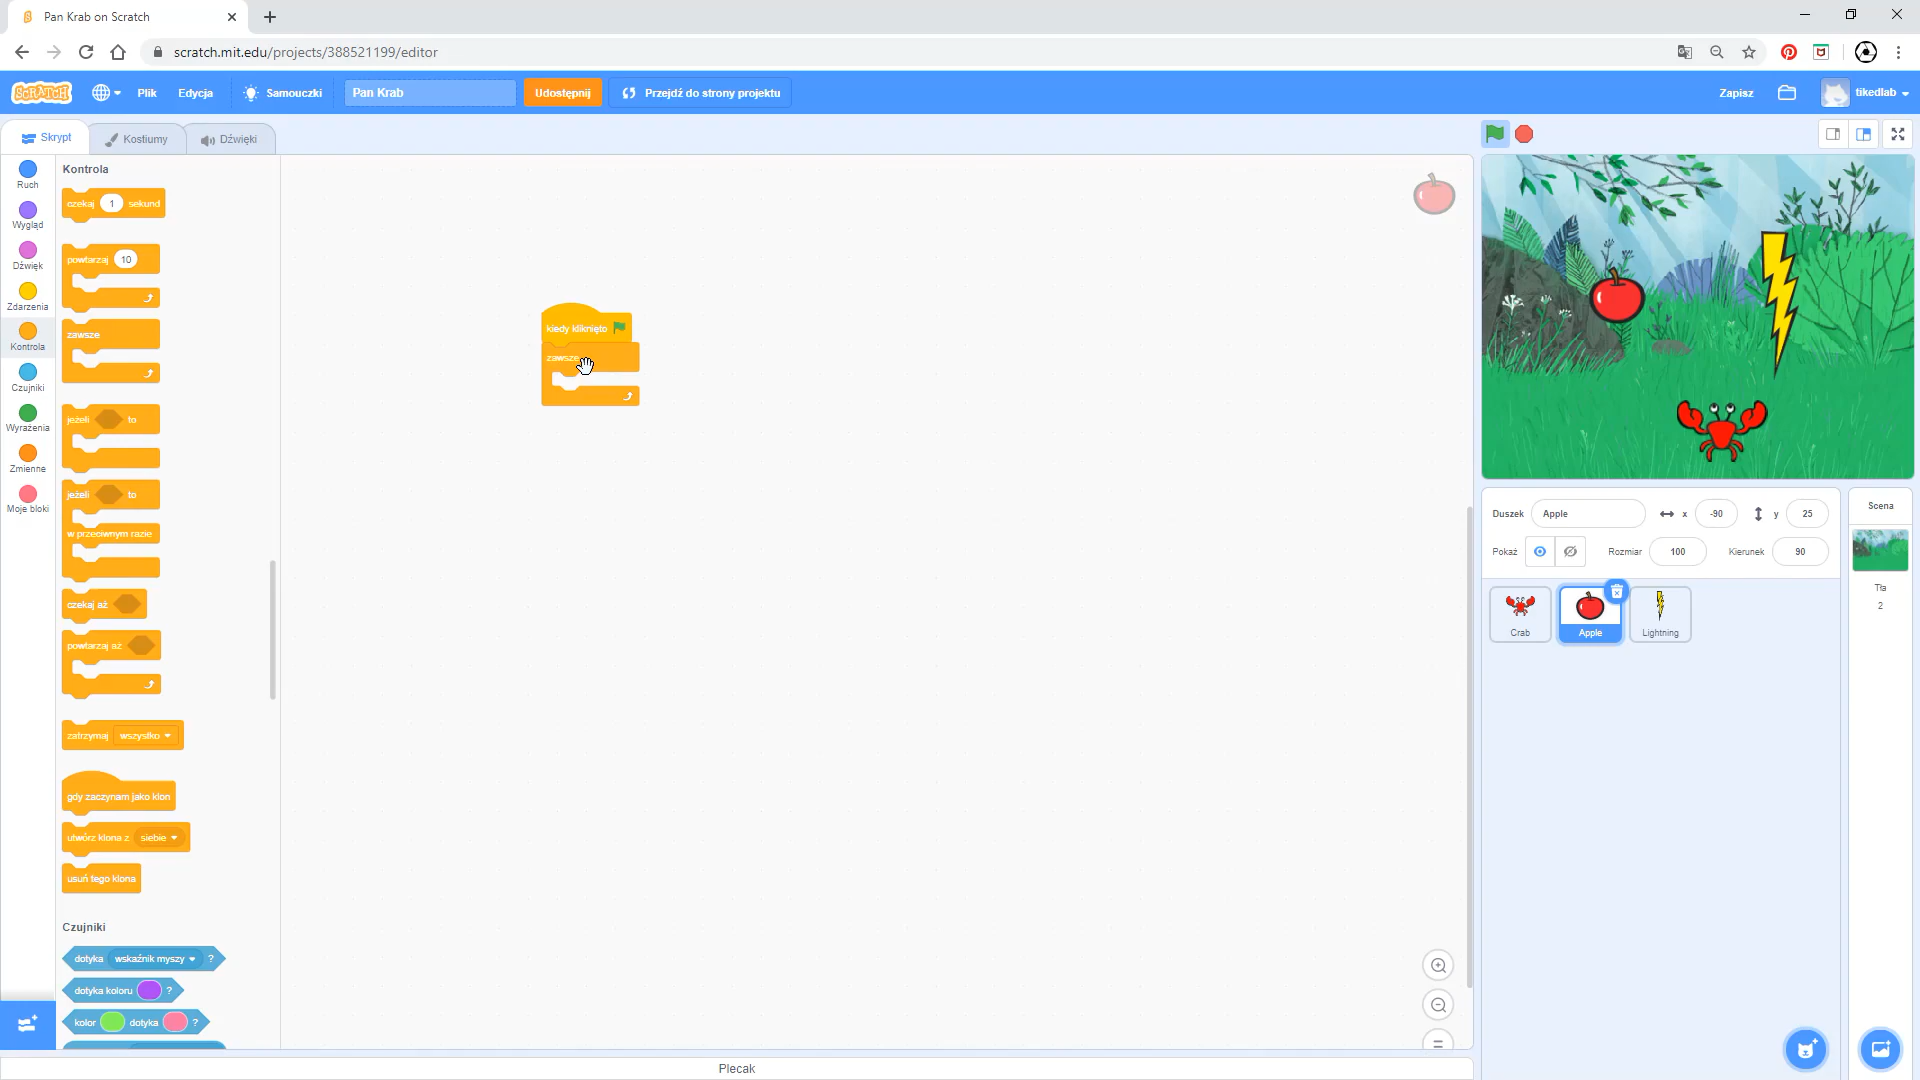 Pan Krab on Scratch
scratch.mit.edu/projects/388521199/editor
SCRATCH
Plik
Edycja
Samouczki
Pan Krab
Udostępnij
Przejdź do strony projektu
Zapisz
tikedlab
Skrypt
Kostiumy
Dźwięki
Ruch
Wygląd
Dźwięk
Zdarzenia
Kontrola
Czujniki
Wyrażenia
Zmienne
Moje bloki
Kontrola
czekaj 1 sekund
powtarzaj 10
zawsze
jeżeli to
jeżeli to
w przeciwnym razie
czekaj aż
powtarzaj aż
zatrzymaj wszystko
gdy zaczynam jako klon
utwórz klona z siebie
usuń tego klona
Czujniki
dotyka wskaźnik myszy ?
dotyka koloru ?
kolor dotyka ?
kiedy kliknięto
zawsze
Duszek Apple x -90 y 25
Pokaż Rozmiar 100 Kierunek 90
Crab
Apple
Lightning
Scena
Tła
2
Plecak